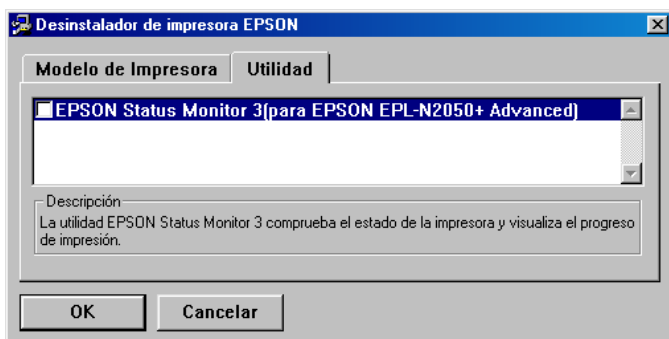 Desinstalador de impresora EPSON
Modelo de Impresora Utilidad
EPSON Status Monitor 3(para EPSON EPL-N2050+ Advanced)
Descripción
La utilidad EPSON Status Monitor 3 comprueba el estado de la impresora y visualiza el progreso
de impresión.
OK Cancelar